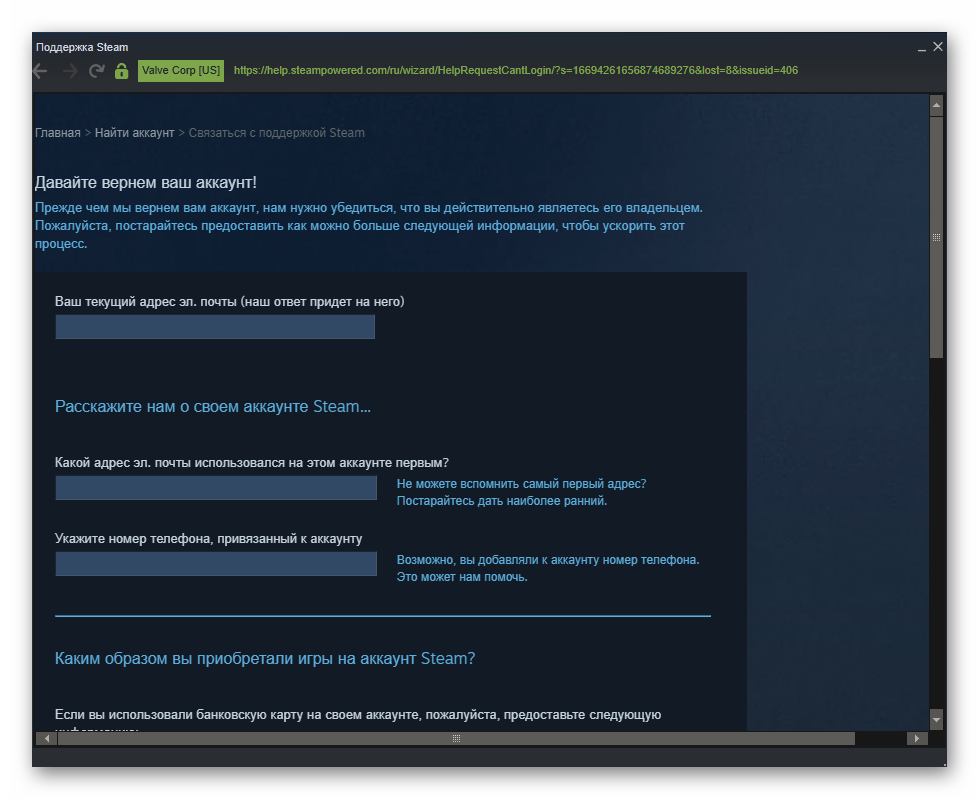 Поддержка Steam
Valve Corp [US] https://help.steampowered.com/ru/wizard/HelpRequestCantLogin/?s=16694261656874689276&lost=8&issueid=406
Главная > Найти аккаунт > Связаться с поддержкой Steam
Давайте вернем ваш аккаунт!
Прежде чем мы вернем вам аккаунт, нам нужно убедиться, что вы действительно являетесь его владельцем.
Пожалуйста, постарайтесь предоставить как можно больше следующей информации, чтобы ускорить этот
процесс.
Ваш текущий адрес эл. почты (наш ответ придет на него)
Расскажите нам о своем аккаунте Steam...
Какой адрес эл. почты использовался на этом аккаунте первым?
Не можете вспомнить самый первый адрес?
Постарайтесь дать наиболее ранний.
Укажите номер телефона, привязанный к аккаунту
Возможно, вы добавляли к аккаунту номер телефона.
Это может нам помочь.
Каким образом вы приобретали игры на аккаунт Steam?
Если вы использовали банковскую карту на своем аккаунте, пожалуйста, предоставьте следующую